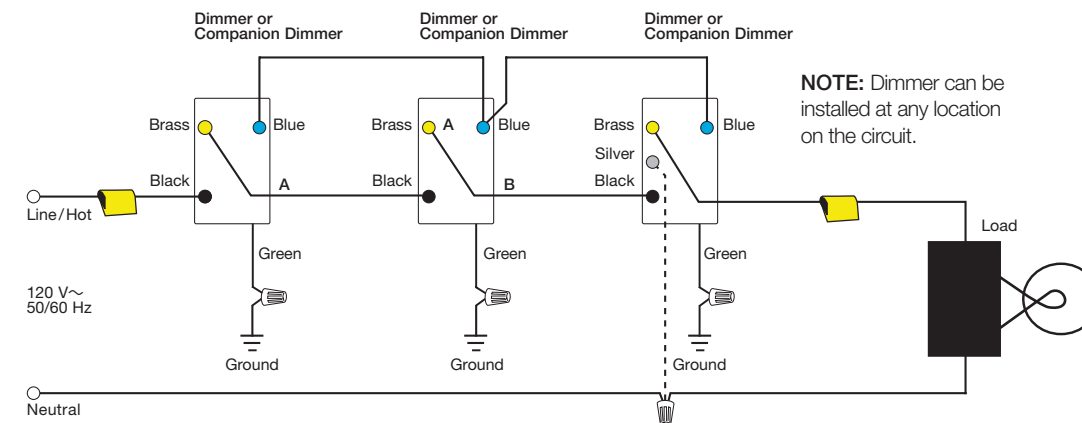 Dimmer or
Companion Dimmer
Dimmer or
Companion Dimmer
Dimmer or
Companion Dimmer
NOTE: Dimmer can be
installed at any location
on the circuit.
Brass
Blue
Brass
A
Blue
Brass
Blue
Silver
Black
A
Black
B
Black
Line/Hot
Load
Green
Green
Green
120 V~
50/60 Hz
Ground
Ground
Ground
Neutral